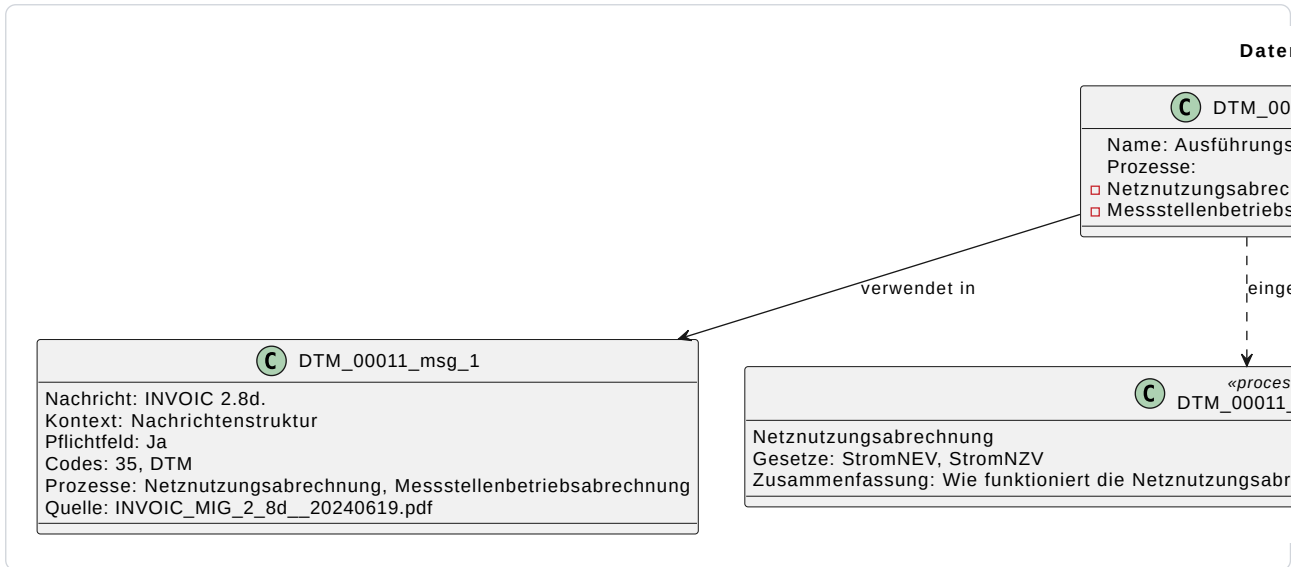 Daten
C DTM_00
Name: Ausführungs
Prozesse:
Netznutzungsabrec
Messstellenbetriebs
verwendet in
einge
C DTM_00011_msg_1
Nachricht: INVOIC 2.8d.
Kontext: Nachrichtenstruktur
Pflichtfeld: Ja
Codes: 35, DTM
Prozesse: Netznutzungsabrechnung, Messstellenbetriebsabrechnung
Quelle: INVOIC_MIG_2_8d__20240619.pdf
«proces
C DTM_00011_
Netznutzungsabrechnung
Gesetze: StromNEV, StromNZV
Zusammenfassung: Wie funktioniert die Netznutzungsabr